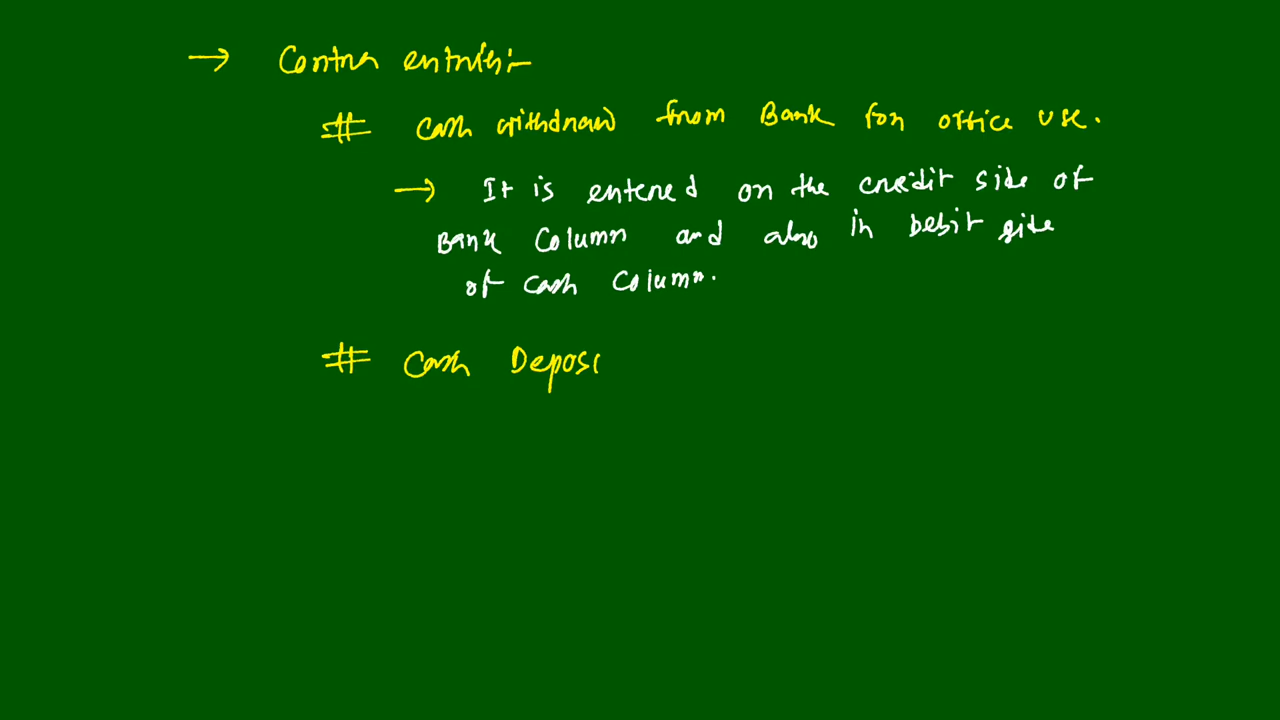 → Contra entries:-
# Cash withdraw from Bank for office use.
→ It is entered on the credit side of
Bank Column and also in Debit side
of cash column.
# Cash Deposi